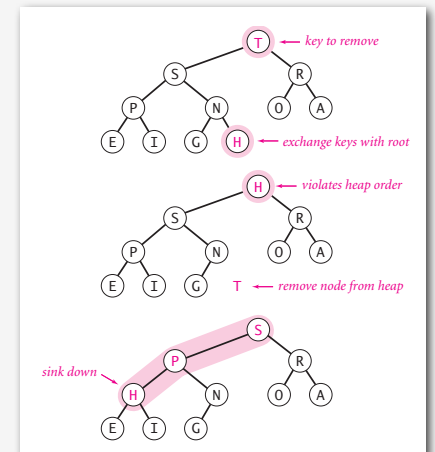 T key to remove
S R
P N O A
E I G H exchange keys with root
H violates heap order
S R
P N O A
E I G T remove node from heap
S
P R
sink down
H N O A
E I G